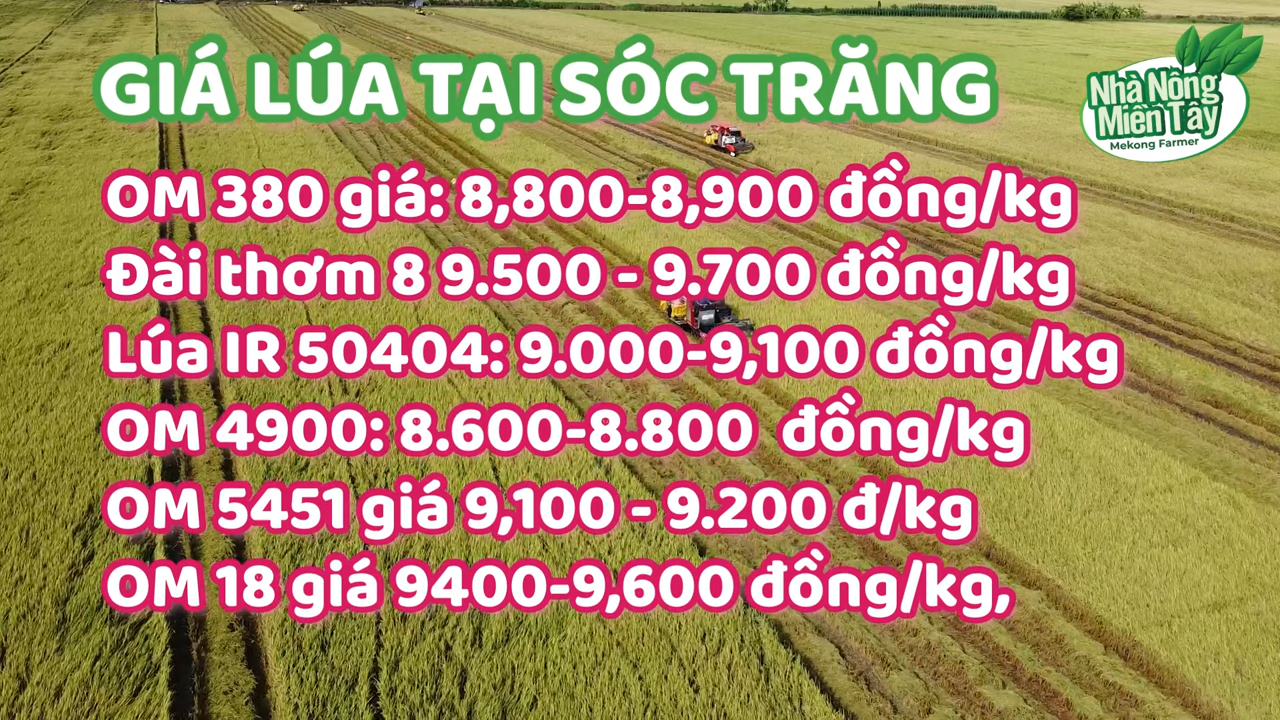 GIÁ LÚA TẠI SÓC TRĂNG
Nhà Nông
Miền Tây
Mekong Farmer
OM 380 giá: 8,800-8,900 đồng/kg
Đài thơm 8 9.500 - 9.700 đồng/kg
Lúa IR 50404: 9.000-9,100 đồng/kg
OM 4900: 8.600-8.800 đồng/kg
OM 5451 giá 9,100 - 9.200 đ/kg
OM 18 giá 9400-9,600 đồng/kg,